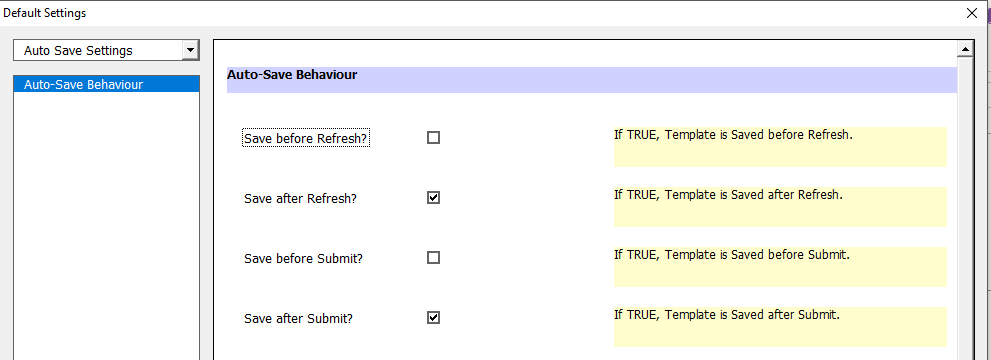 Default Settings
Auto Save Settings
Auto-Save Behaviour
Auto-Save Behaviour
Save before Refresh?
If TRUE, Template is Saved before Refresh.
Save after Refresh?
If TRUE, Template is Saved after Refresh.
Save before Submit?
If TRUE, Template is Saved before Submit.
Save after Submit?
If TRUE, Template is Saved after Submit.